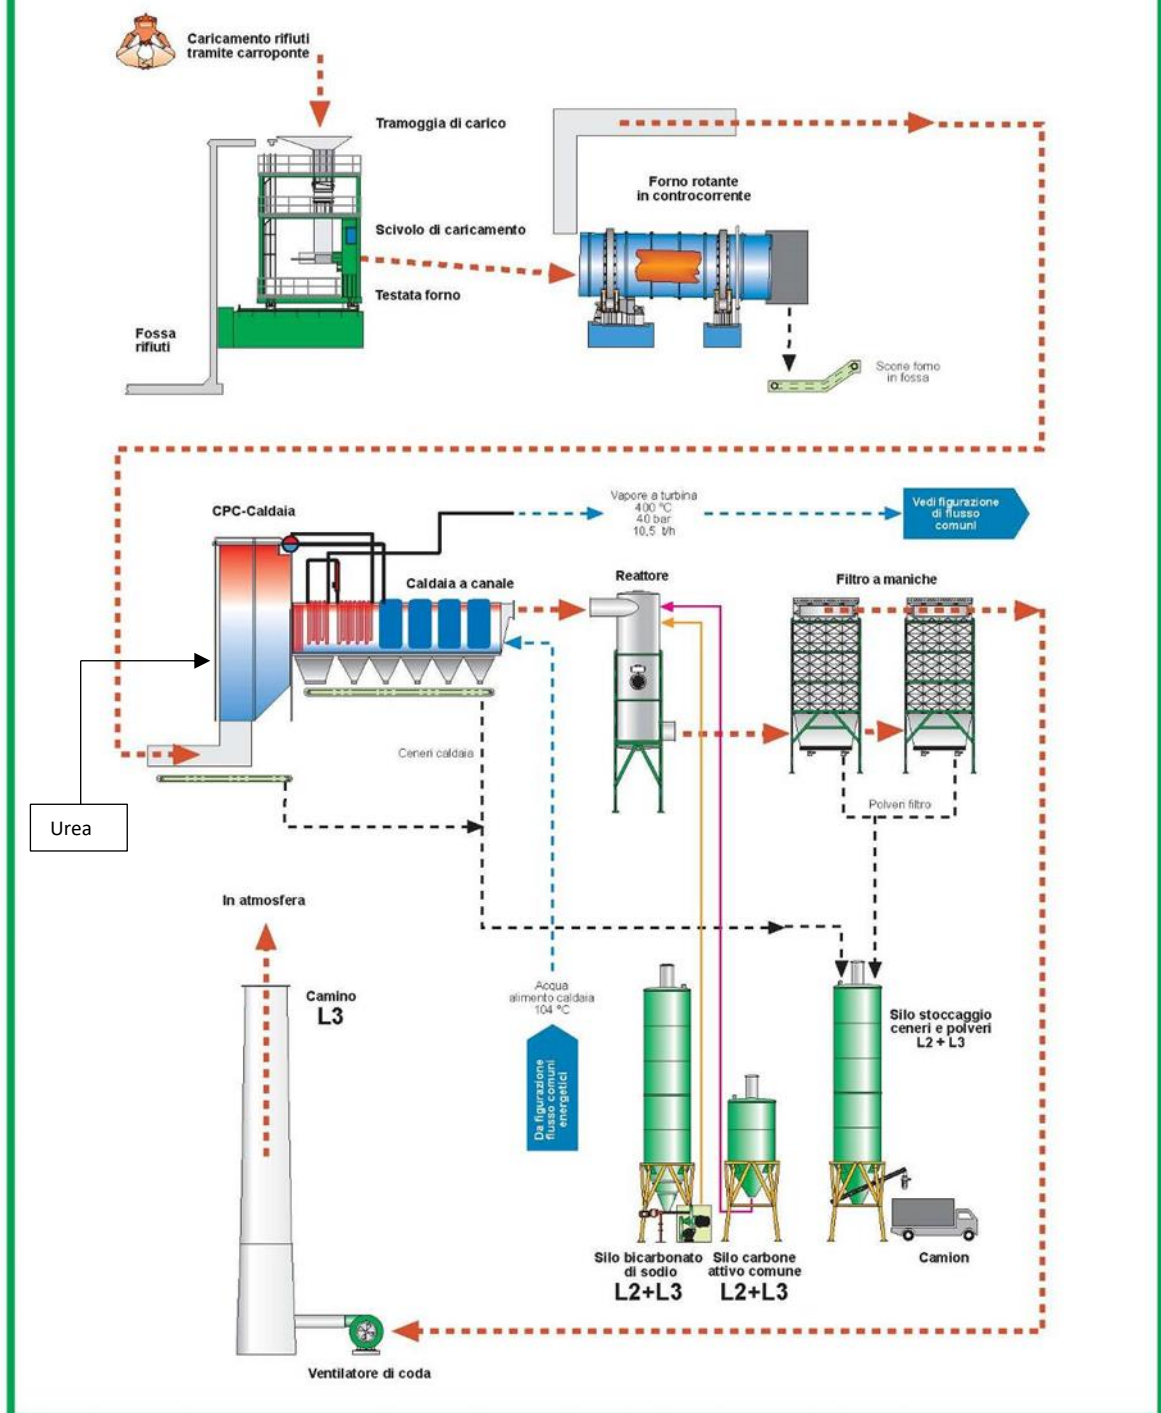 Caricamento rifiuti
tramite carroponte
Tramoggia di carico
Forno rotante
in controcorrente
Scivolo di caricamento
Testata forno
Fossa
rifiuti
Scorie forno
in fossa
CPC-Caldaia
Vapore a turbina
400 °C
40 bar
10,5 t/h
Vedi figurazione
di flusso
comuni
Caldaia a canale
Reattore
Filtro a maniche
Ceneri caldaia
Urea
Polveri filtro
In atmosfera
Camino
L3
Acqua
alimento caldaia
104 °C
Da figurazione
flusso comuni
energetici
Silo stoccaggio
ceneri e polveri
L2 + L3
Silo bicarbonato
di sodio
L2+L3
Silo carbone
attivo comune
L2+L3
Camion
Ventilatore di coda